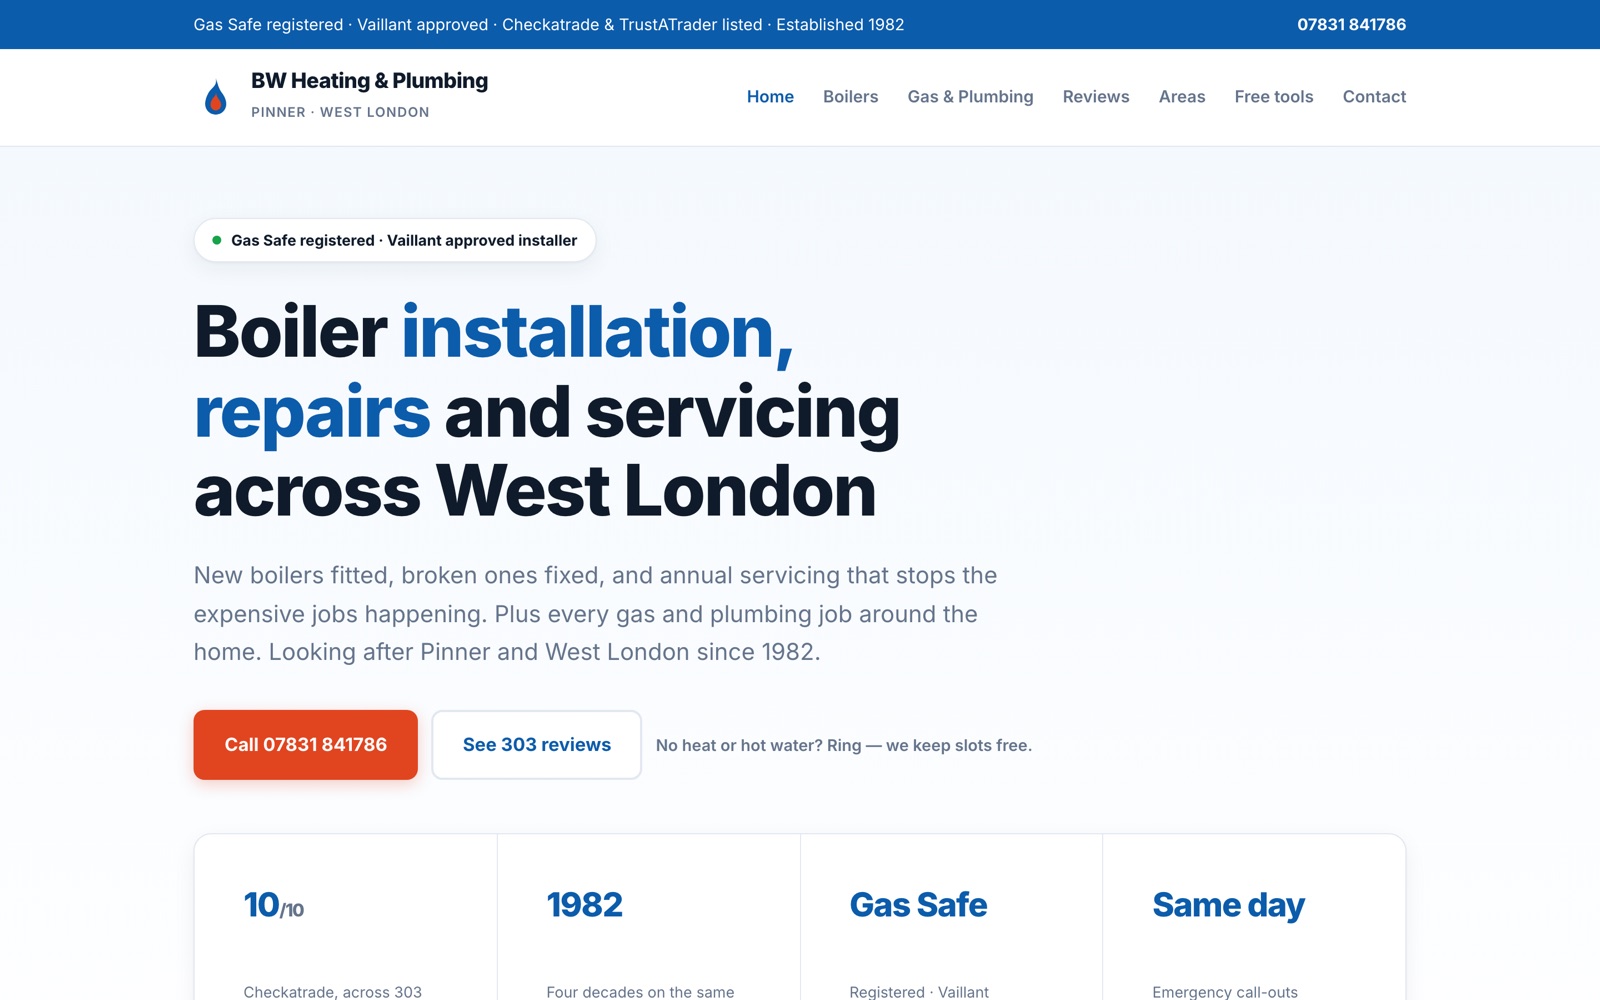 Gas Safe registered · Vaillant approved · Checkatrade & TrustATrader listed · Established 1982
07831 841786
BW Heating & Plumbing
PINNER · WEST LONDON
Home
Boilers
Gas & Plumbing
Reviews
Areas
Free tools
Contact
Gas Safe registered · Vaillant approved installer
Boiler installation,
repairs and servicing
across West London
New boilers fitted, broken ones fixed, and annual servicing that stops the
expensive jobs happening. Plus every gas and plumbing job around the
home. Looking after Pinner and West London since 1982.
Call 07831 841786
See 303 reviews
No heat or hot water? Ring — we keep slots free.
10/10
1982
Gas Safe
Same day
Checkatrade, across 303
Four decades on the same
Registered · Vaillant
Emergency call-outs